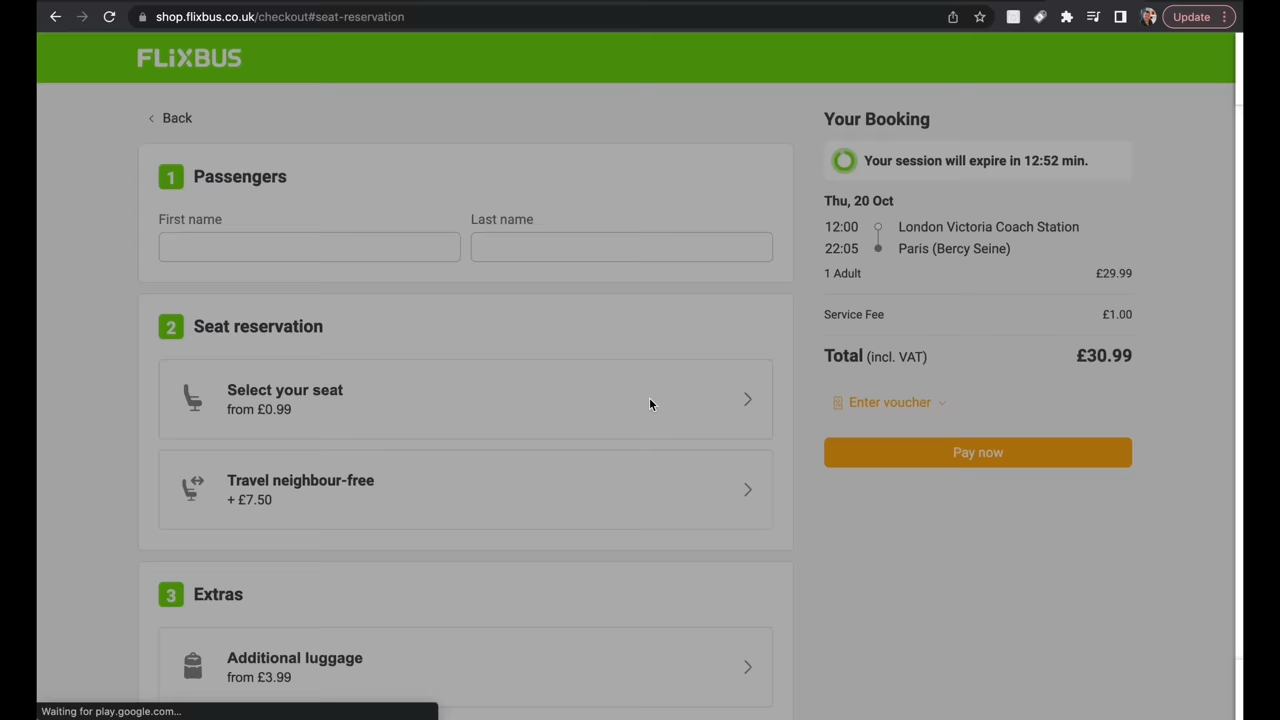 shop.flixbus.co.uk/checkout#seat-reservation
Update
FLiXBUS
Back
1 Passengers
First name Last name
2 Seat reservation
Select your seat
from £0.99
Travel neighbour-free
+ £7.50
3 Extras
Additional luggage
from £3.99
Your Booking
Your session will expire in 12:52 min.
Thu, 20 Oct
12:00 London Victoria Coach Station
22:05 Paris (Bercy Seine)
1 Adult £29.99
Service Fee £1.00
Total (incl. VAT) £30.99
Enter voucher
Pay now
Waiting for play.google.com...